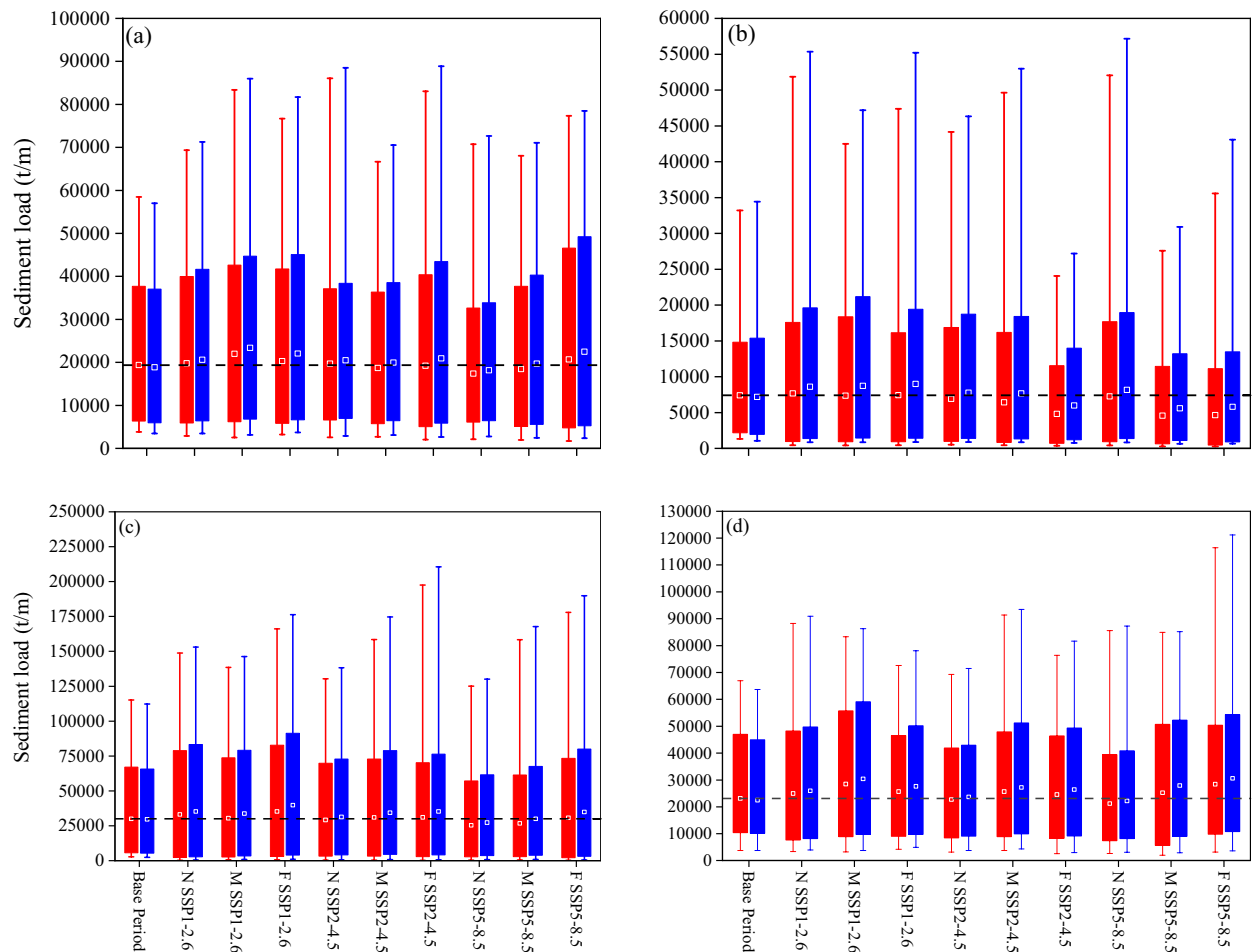 (a)
Sediment load (t/m)
100000
90000
80000
70000
60000
50000
40000
30000
20000
10000
0
(b)
60000
55000
50000
45000
40000
35000
30000
25000
20000
15000
10000
5000
0
(c)
Sediment load (t/m)
250000
225000
200000
175000
150000
125000
100000
75000
50000
25000
0
Base Period
N SSP1-2.6
M SSP1-2.6
F SSP1-2.6
N SSP2-4.5
M SSP2-4.5
F SSP2-4.5
N SSP5-8.5
M SSP5-8.5
F SSP5-8.5
(d)
130000
120000
110000
100000
90000
80000
70000
60000
50000
40000
30000
20000
10000
0
Base Period
N SSP1-2.6
M SSP1-2.6
F SSP1-2.6
N SSP2-4.5
M SSP2-4.5
F SSP2-4.5
N SSP5-8.5
M SSP5-8.5
F SSP5-8.5